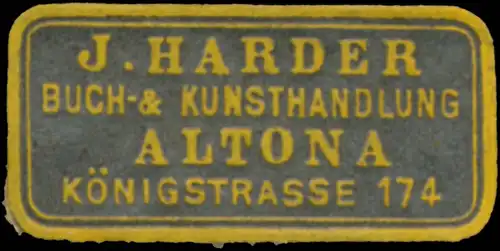 J. HARDER
BUCH-& KUNSTHANDLUNG
ALTONA
KÖNIGSTRASSE 174